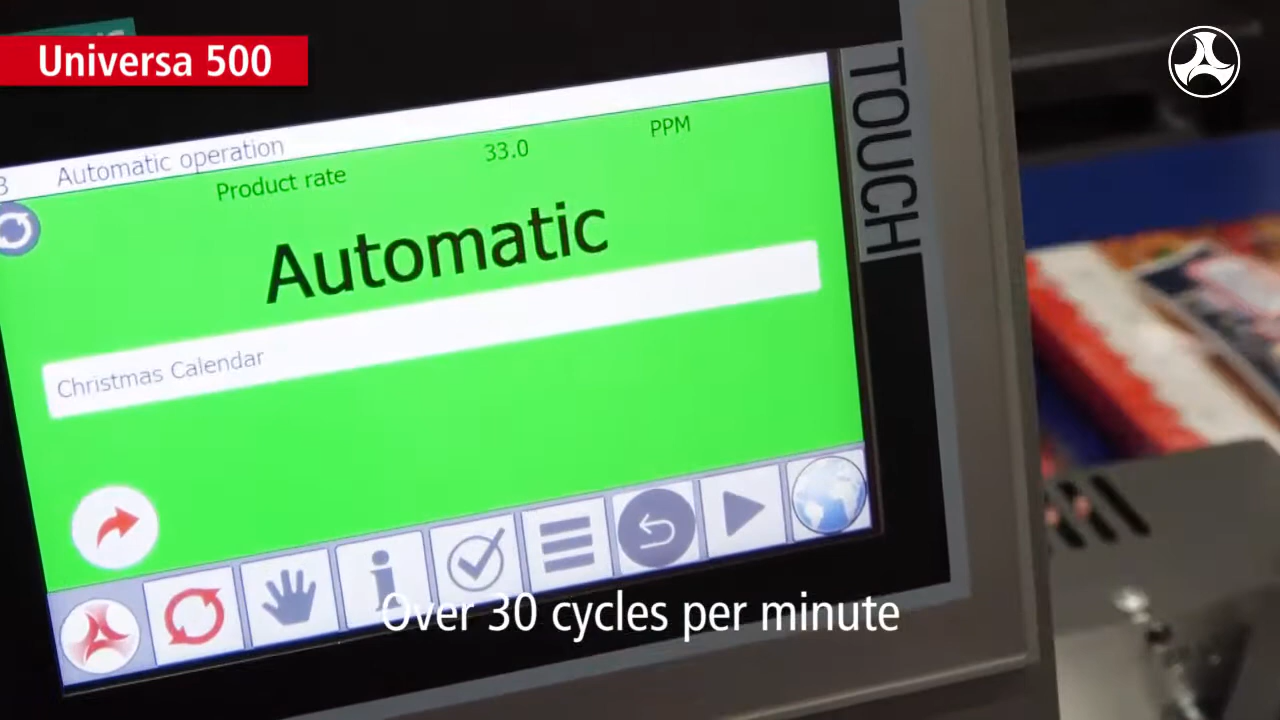 Universa 500
Automatic operation
Product rate 33.0 PPM
Automatic
Christmas Calendar
TOUCH
Over 30 cycles per minute